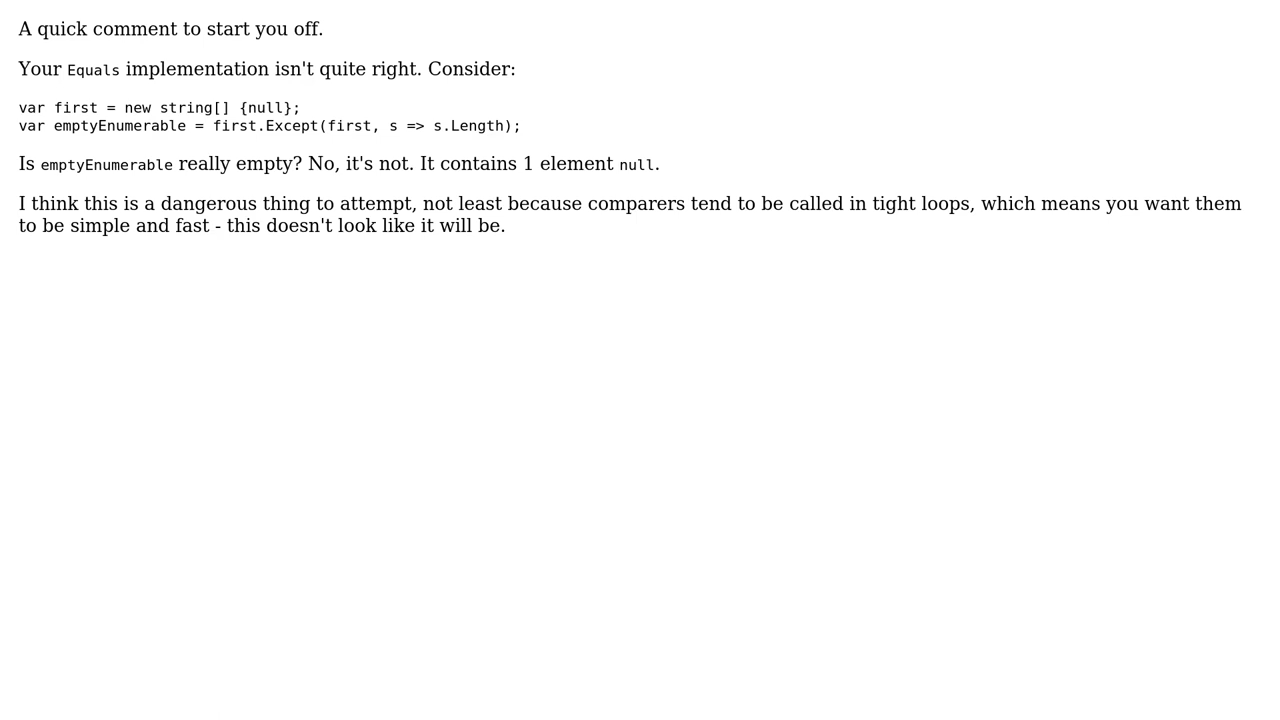 A quick comment to start you off.
Your Equals implementation isn't quite right. Consider:
var first = new string[] {null};
var emptyEnumerable = first.Except(first, s => s.Length);
Is emptyEnumerable really empty? No, it's not. It contains 1 element null.
I think this is a dangerous thing to attempt, not least because comparers tend to be called in tight loops, which means you want them
to be simple and fast - this doesn't look like it will be.